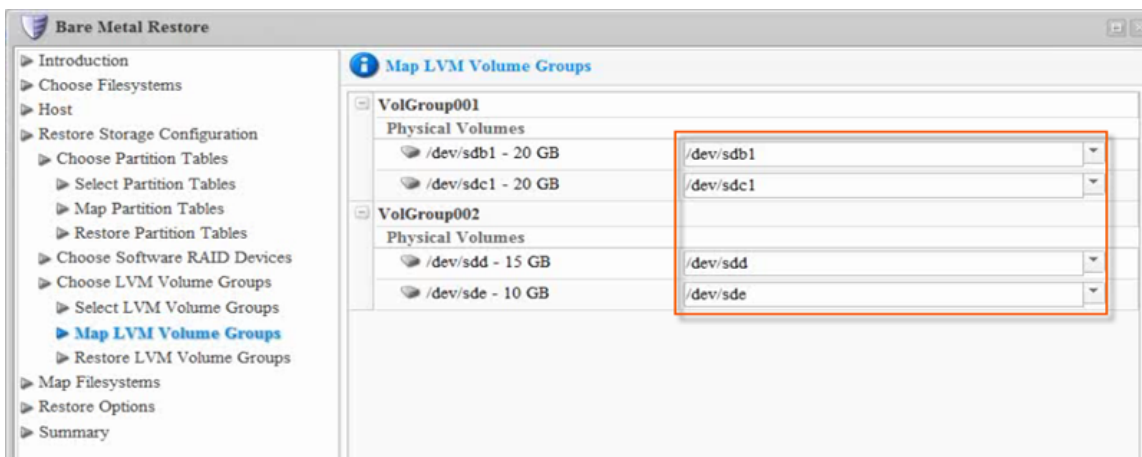 Bare Metal Restore
Introduction
Choose Filesystems
Host
Restore Storage Configuration
Choose Partition Tables
Select Partition Tables
Map Partition Tables
Restore Partition Tables
Choose Software RAID Devices
Choose LVM Volume Groups
Select LVM Volume Groups
Map LVM Volume Groups
Restore LVM Volume Groups
Map Filesystems
Restore Options
Summary
Map LVM Volume Groups
VolGroup001
Physical Volumes
/dev/sdb1 - 20 GB /dev/sdb1
/dev/sdc1 - 20 GB /dev/sdc1
VolGroup002
Physical Volumes
/dev/sdd - 15 GB /dev/sdd
/dev/sde - 10 GB /dev/sde